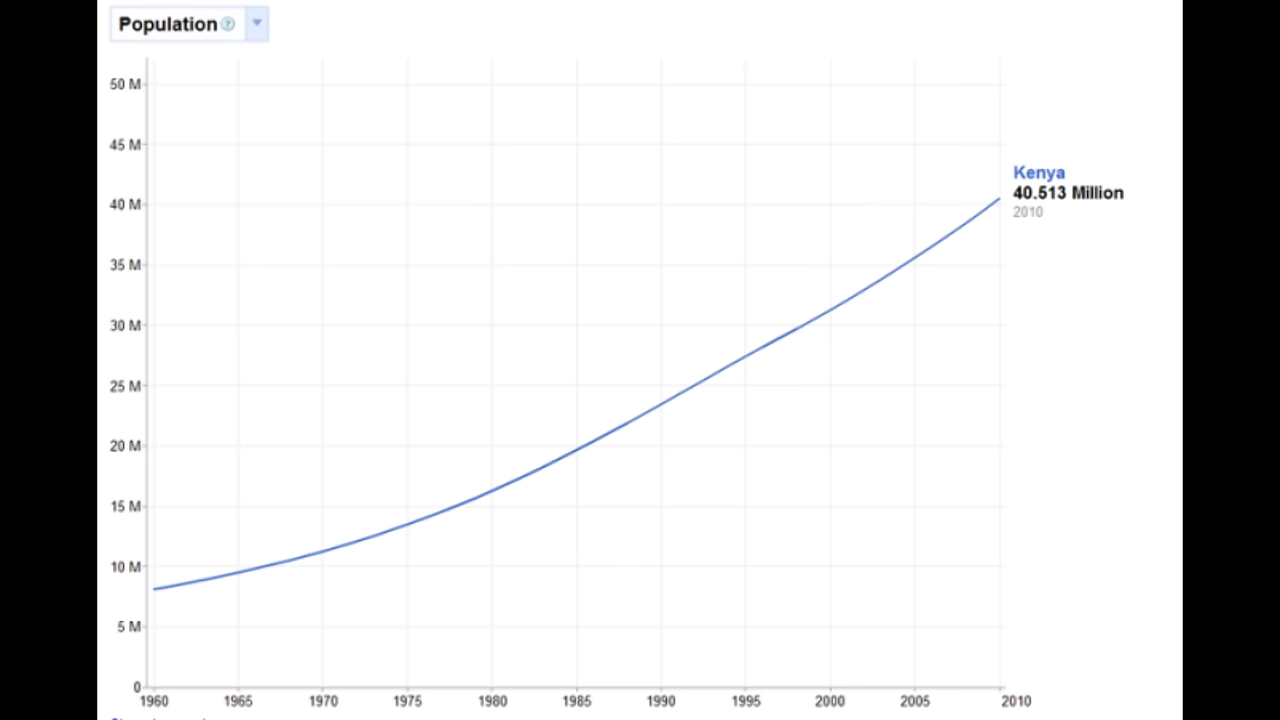 Population ?
50 M
45 M
Kenya
40.513 Million
2010
40 M
35 M
30 M
25 M
20 M
15 M
10 M
5 M
0
1960 1965 1970 1975 1980 1985 1990 1995 2000 2005 2010